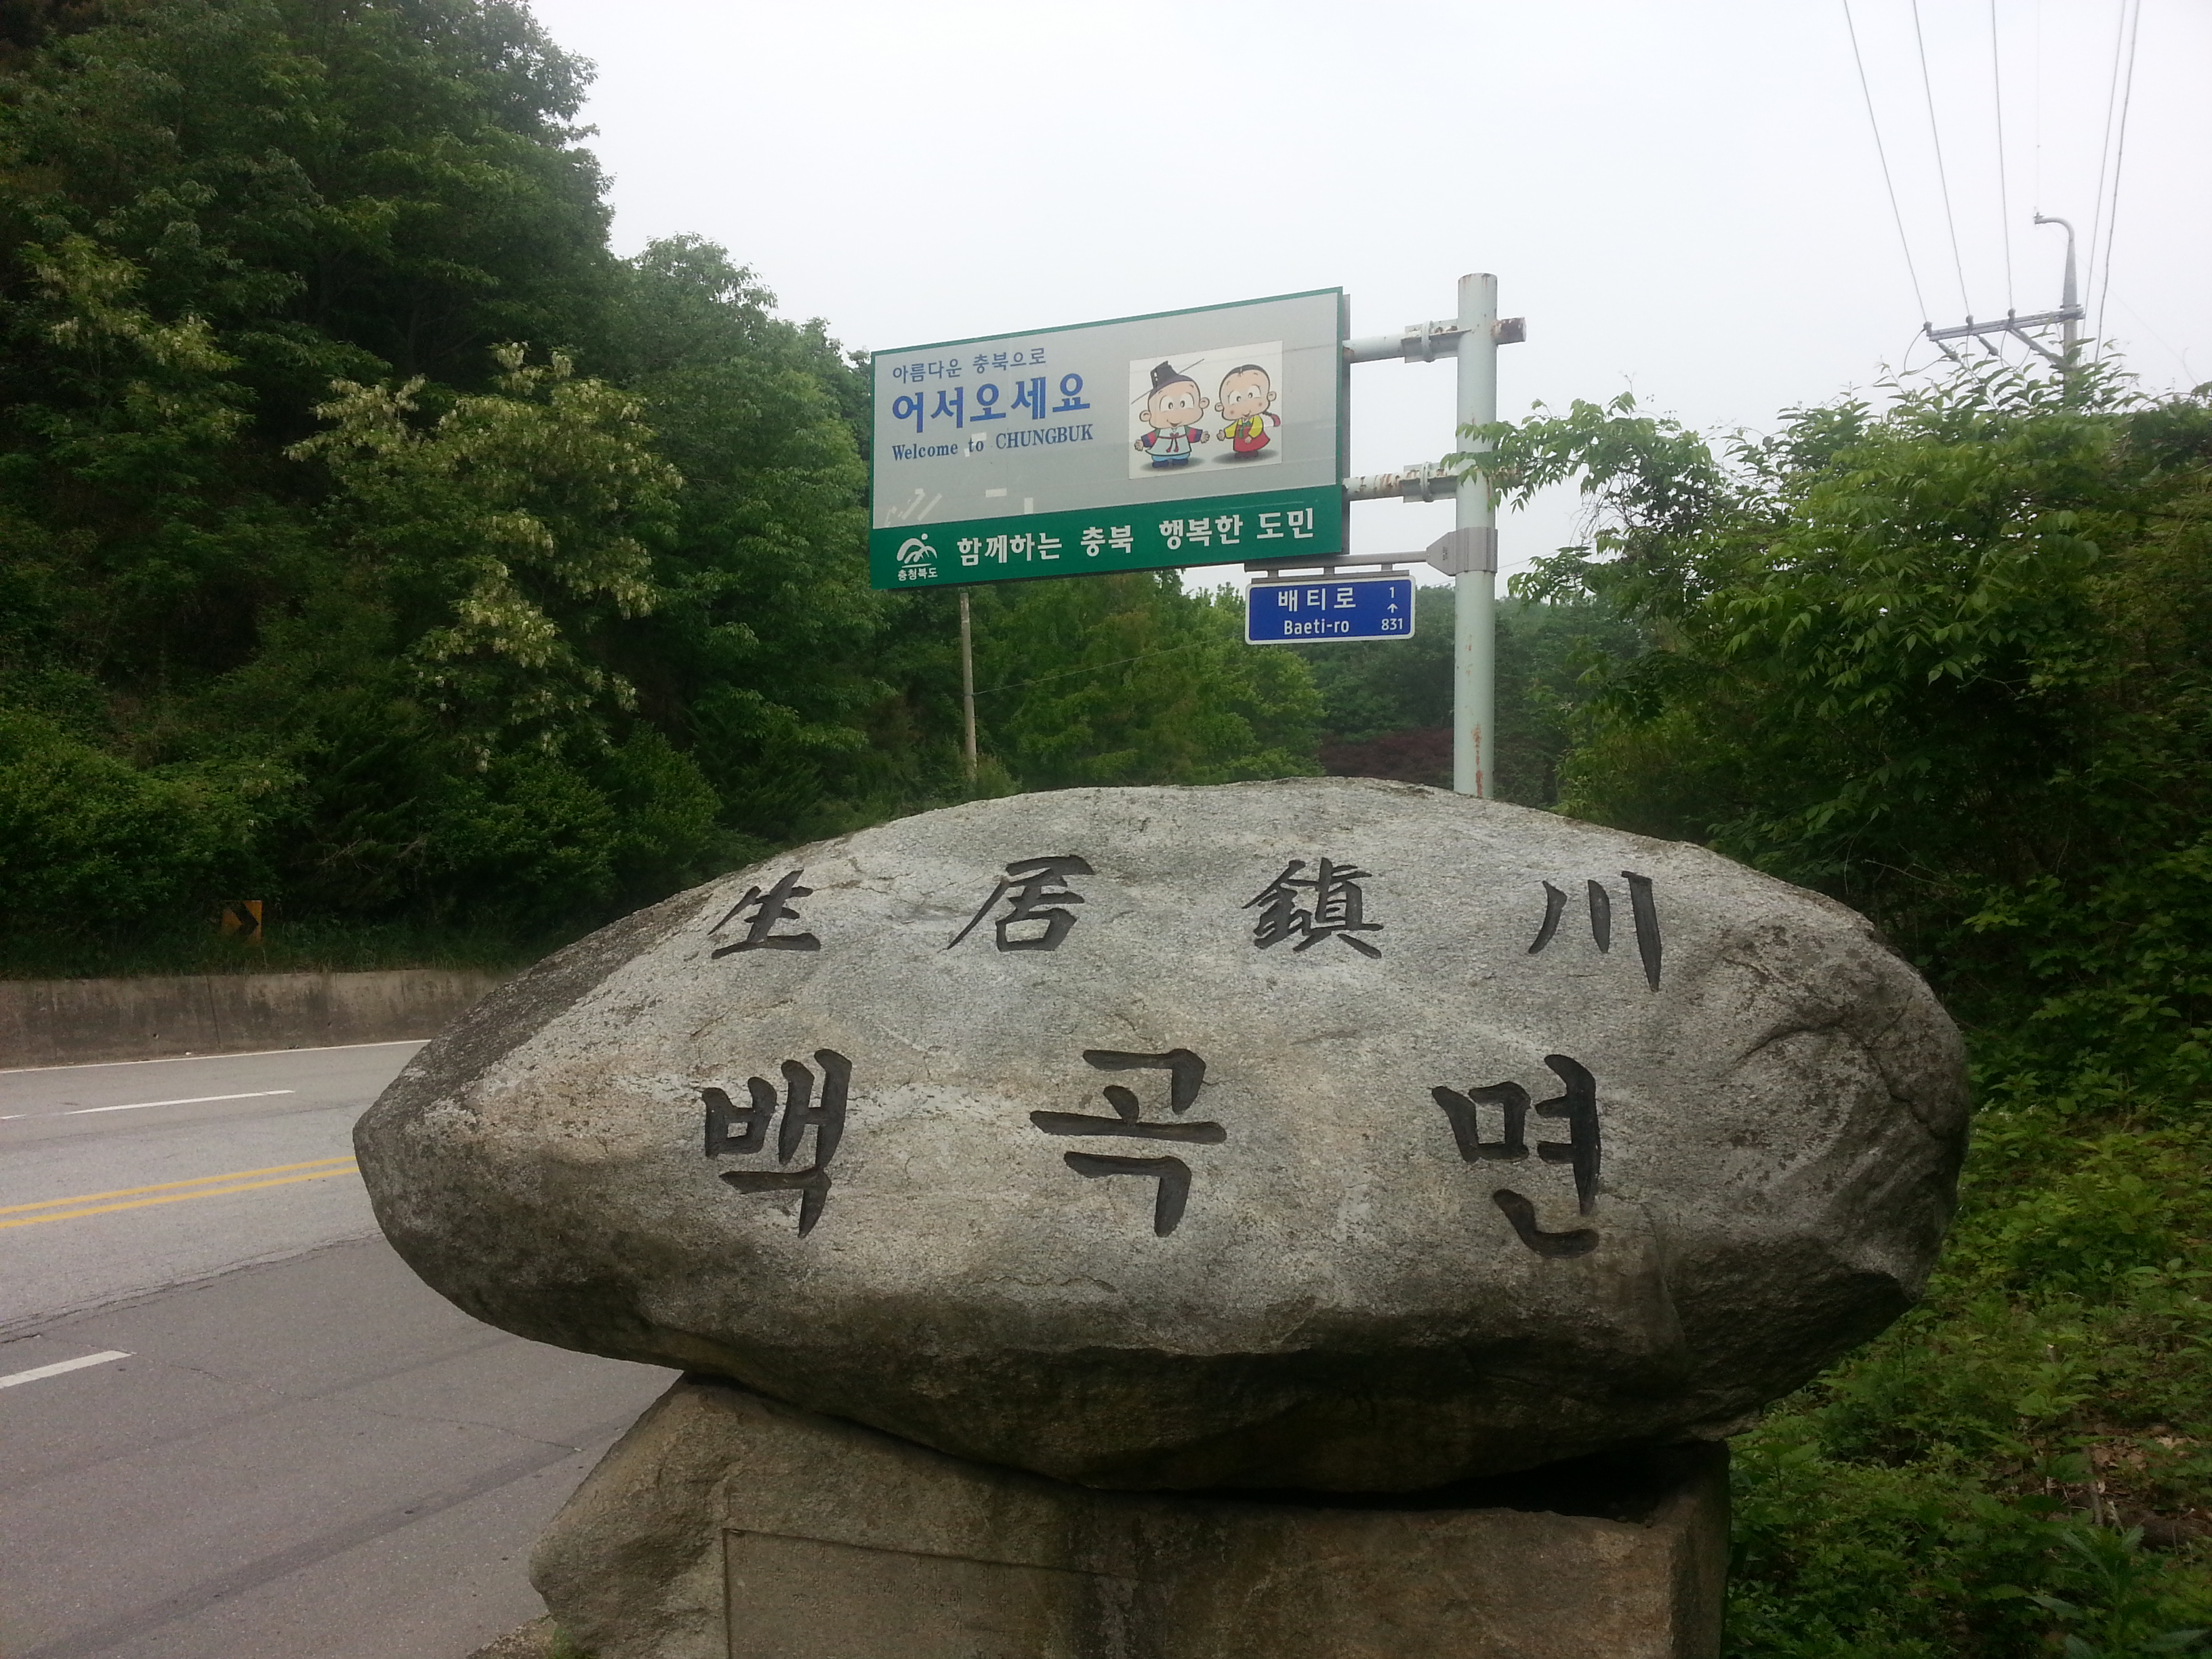 아름다운 충북으로
어서오세요
Welcome to CHUNGBUK
함께하는 충북 행복한 도민
충청북도
배티로 1
↑
Baeti-ro 831
生居鎭川
백곡면